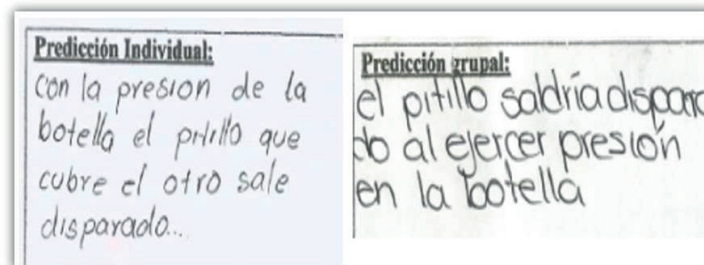 Predicción Individual:
con la presion de la
botella el pitillo que
cubre el otro sale
disparado...
Predicción grupal:
el pitillo saldría dispara
do al ejercer presión
en la botella